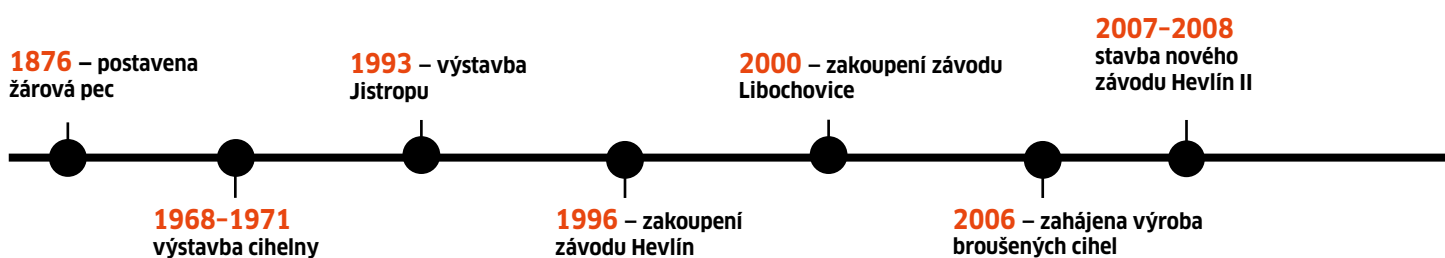 1876 – postavena
žárová pec
1968–1971
výstavba cihelny
1993 – výstavba
Jistropu
1996 – zakoupení
závodu Hevlín
2000 – zakoupení závodu
Libochovice
2006 – zahájena výroba
broušených cihel
2007–2008
stavba nového
závodu Hevlín II